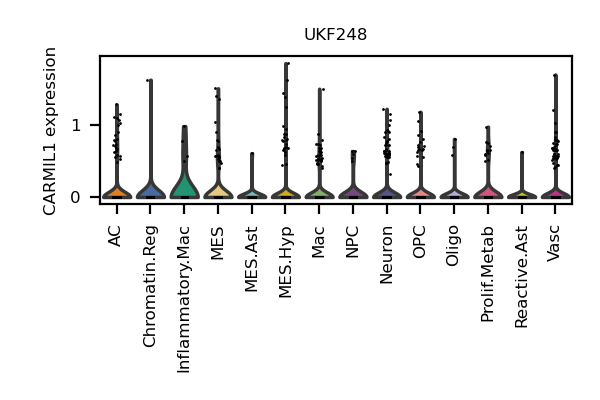 UKF248
CARMIL1 expression
1
0
AC
Chromatin.Reg
Inflammatory.Mac
MES
MES.Ast
MES.Hyp
Mac
NPC
Neuron
OPC
Oligo
Prolif.Metab
Reactive.Ast
Vasc